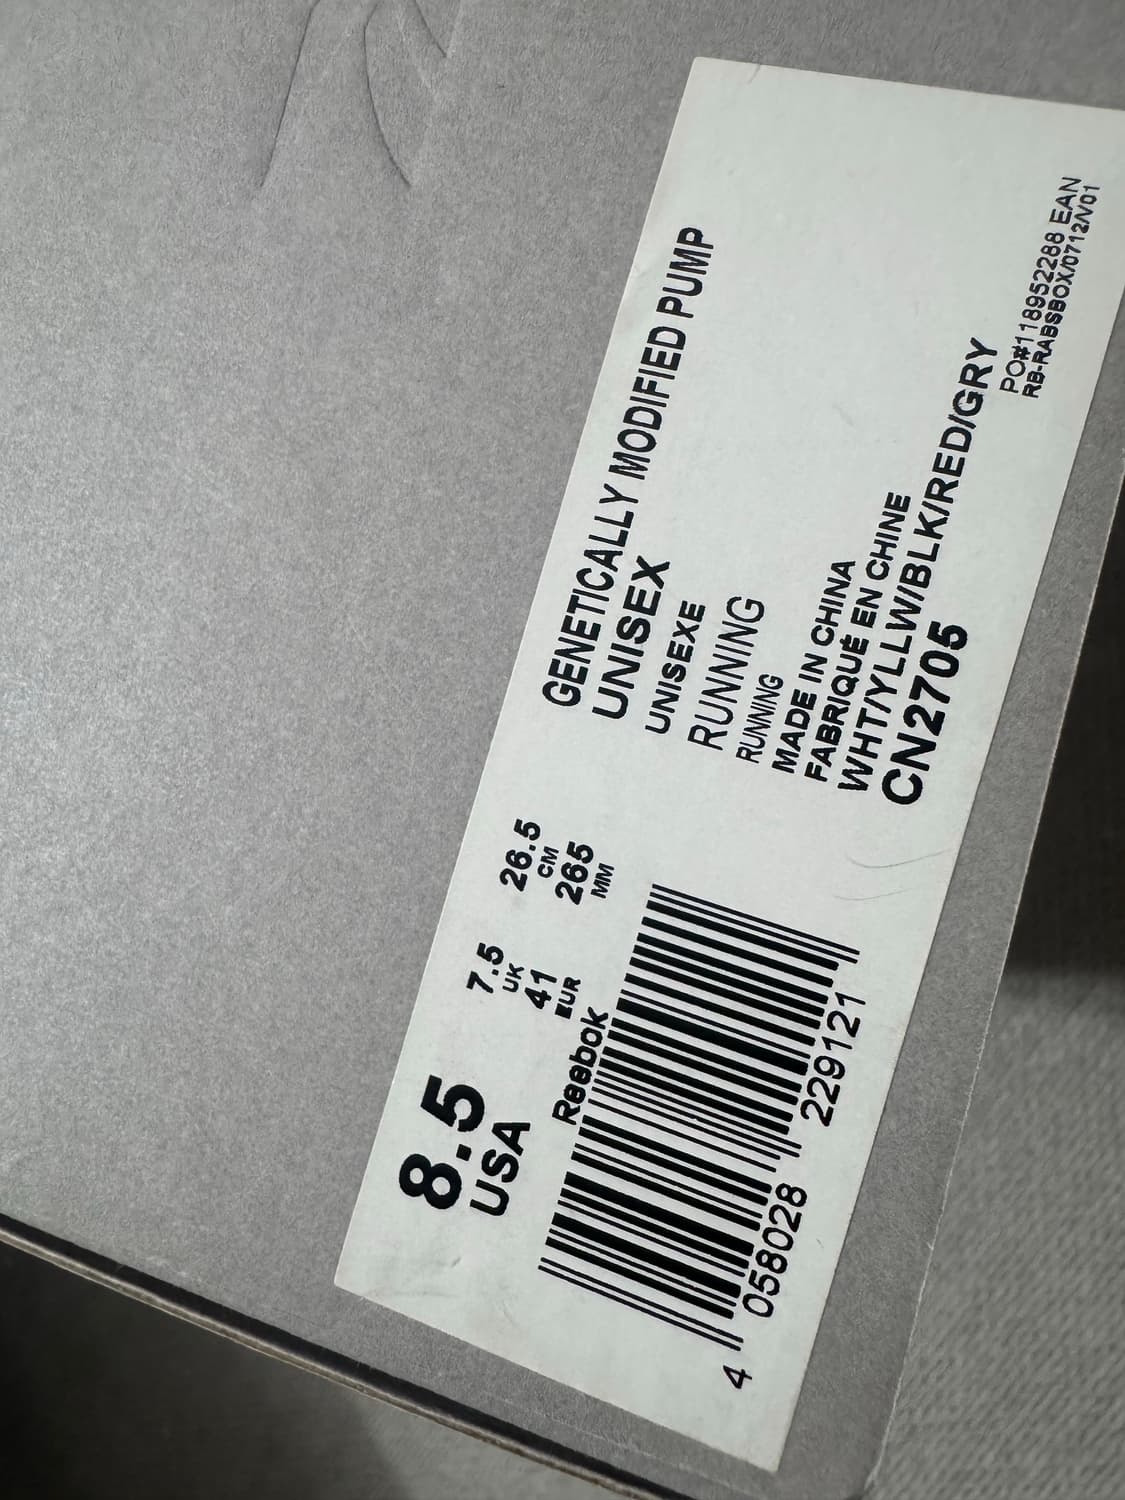 GENETICALLY MODIFIED PUMP
UNISEX
UNISEXE
RUNNING
RUNNING
MADE IN CHINA
FABRIQUÉ EN CHINE
WHT/YLLW/BLK/RED/GRY
CN2705
PO#118952288 EAN
RB-RABSBOX/0712/V01
8.5
USA
7.5
UK
41
EUR
26.5
CM
265
MM
Reebok
4 058028 229121